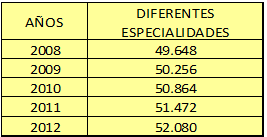 AÑOS DIFERENTES
ESPECIALIDADES
2008 49.648
2009 50.256
2010 50.864
2011 51.472
2012 52.080